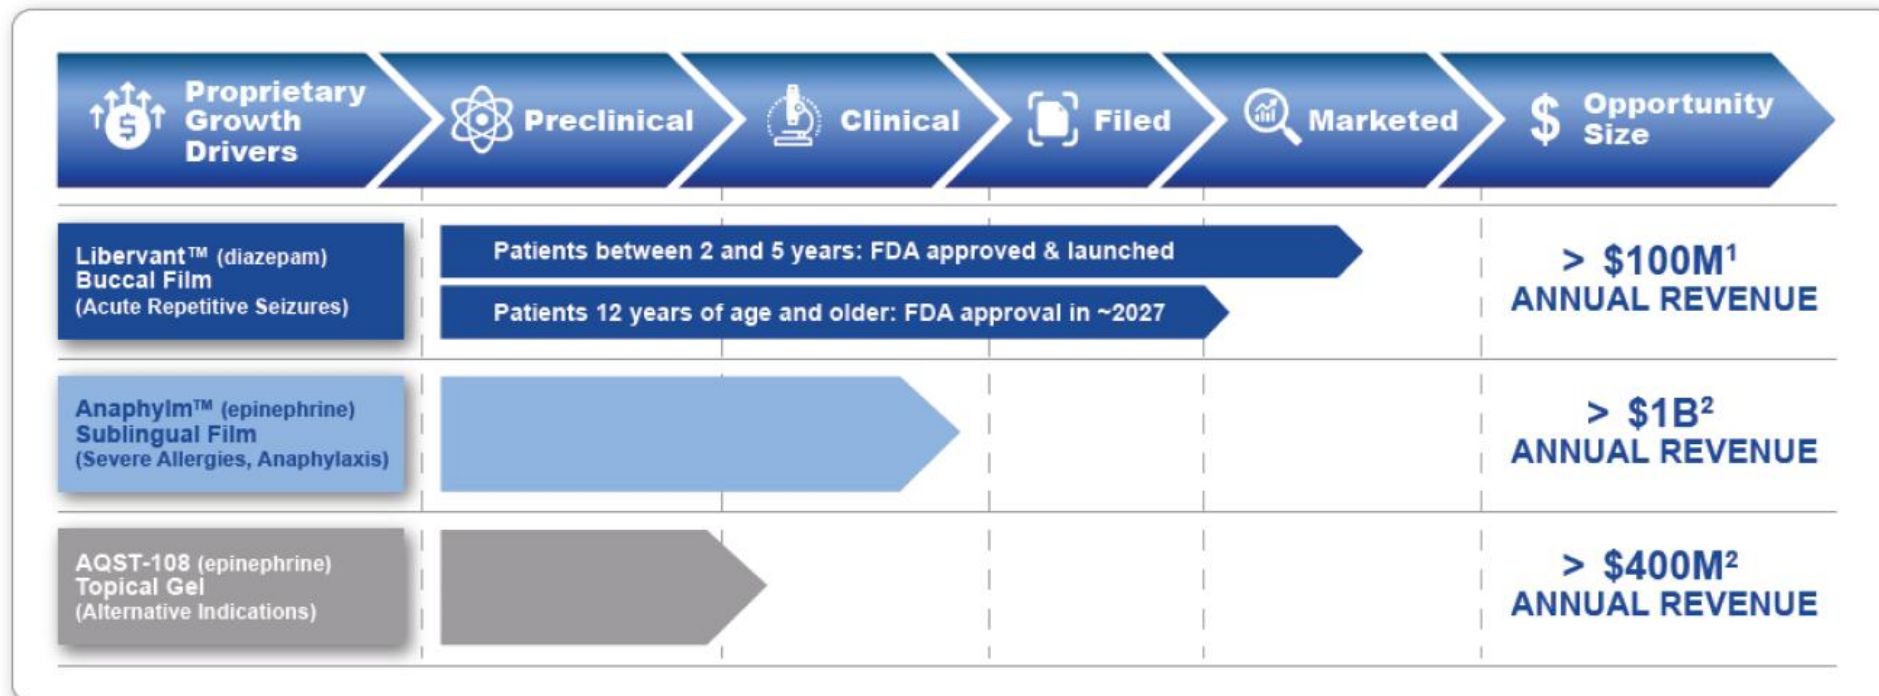 Proprietary
Growth
Drivers
Preclinical
Clinical
Filed
Marketed
$ Opportunity
Size
Libervant™ (diazepam)
Buccal Film
(Acute Repetitive Seizures)
Patients between 2 and 5 years: FDA approved & launched
Patients 12 years of age and older: FDA approval in ~2027
> $100M¹
ANNUAL REVENUE
Anaphylm™ (epinephrine)
Sublingual Film
(Severe Allergies, Anaphylaxis)
> $1B²
ANNUAL REVENUE
AQST-108 (epinephrine)
Topical Gel
(Alternative Indications)
> $400M²
ANNUAL REVENUE